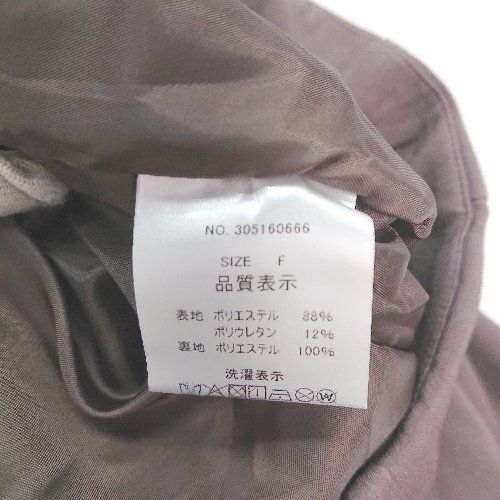 NO. 305160666
SIZE F
品質表示
表地 ポリエステル 88%
ポリウレタン 12%
裏地 ポリエステル 100%
洗濯表示